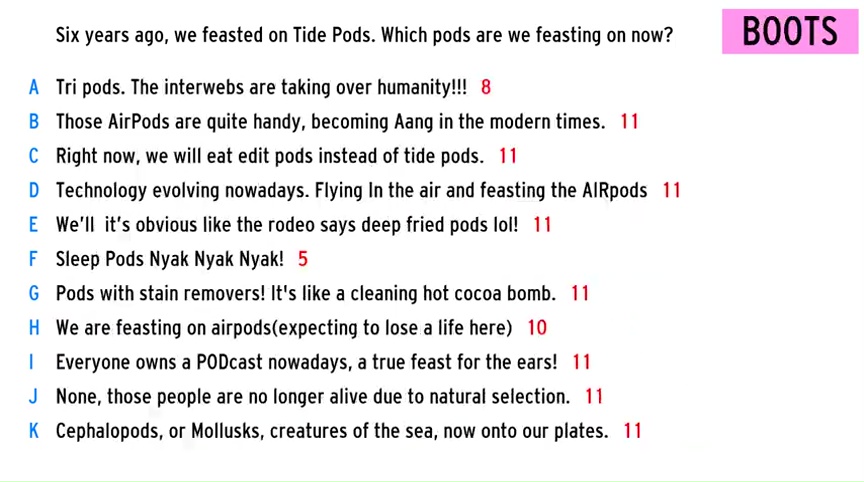 Six years ago, we feasted on Tide Pods. Which pods are we feasting on now?
BOOTS
A Tri pods. The interwebs are taking over humanity!!! 8
B Those AirPods are quite handy, becoming Aang in the modern times. 11
C Right now, we will eat edit pods instead of tide pods. 11
D Technology evolving nowadays. Flying In the air and feasting the AIRpods 11
E We'll it's obvious like the rodeo says deep fried pods lol! 11
F Sleep Pods Nyak Nyak Nyak! 5
G Pods with stain removers! It's like a cleaning hot cocoa bomb. 11
H We are feasting on airpods(expecting to lose a life here) 10
I Everyone owns a PODcast nowadays, a true feast for the ears! 11
J None, those people are no longer alive due to natural selection. 11
K Cephalopods, or Mollusks, creatures of the sea, now onto our plates. 11